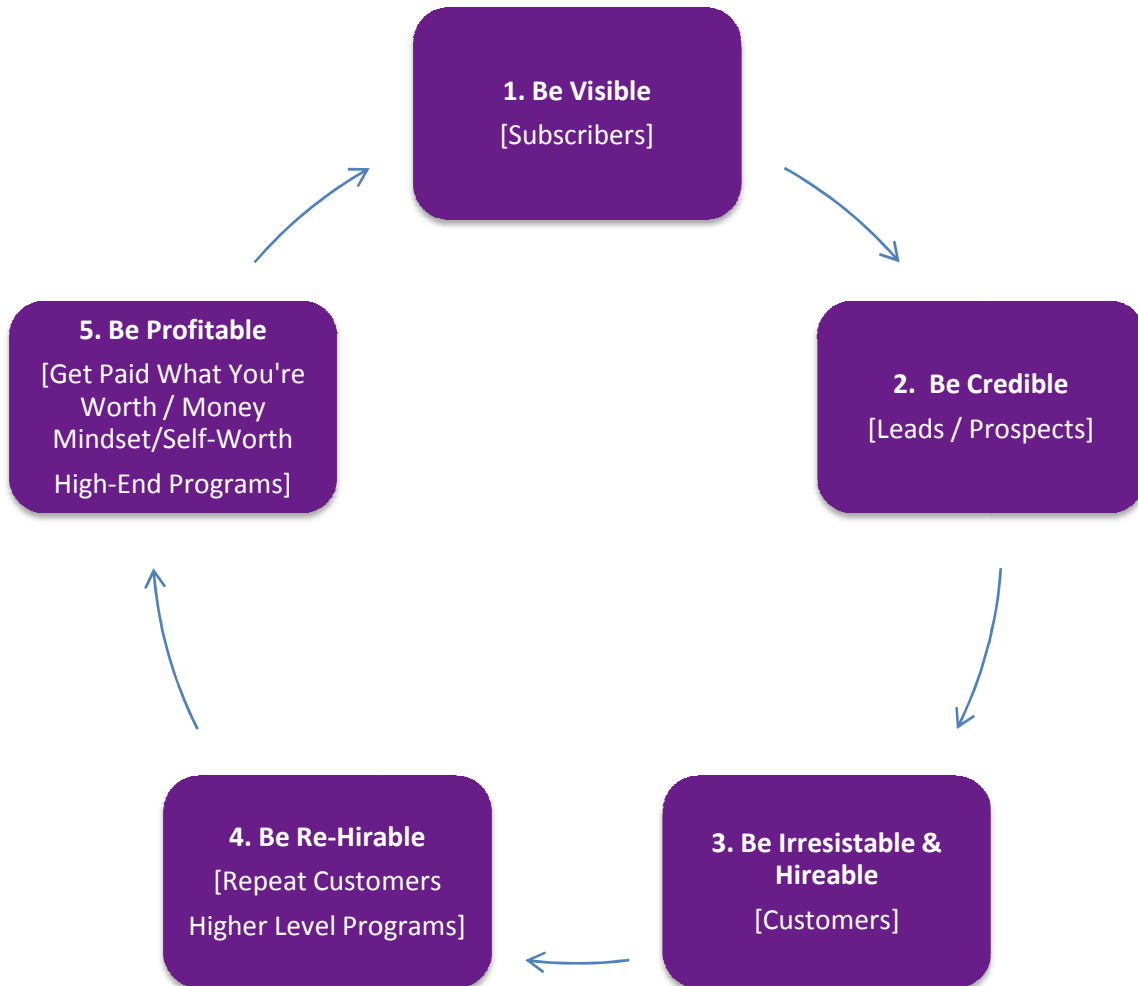 1. Be Visible
[Subscribers]
2. Be Credible
[Leads / Prospects]
3. Be Irresistable &
Hireable
[Customers]
4. Be Re-Hirable
[Repeat Customers
Higher Level Programs]
5. Be Profitable
[Get Paid What You're
Worth / Money
Mindset/Self-Worth
High-End Programs]